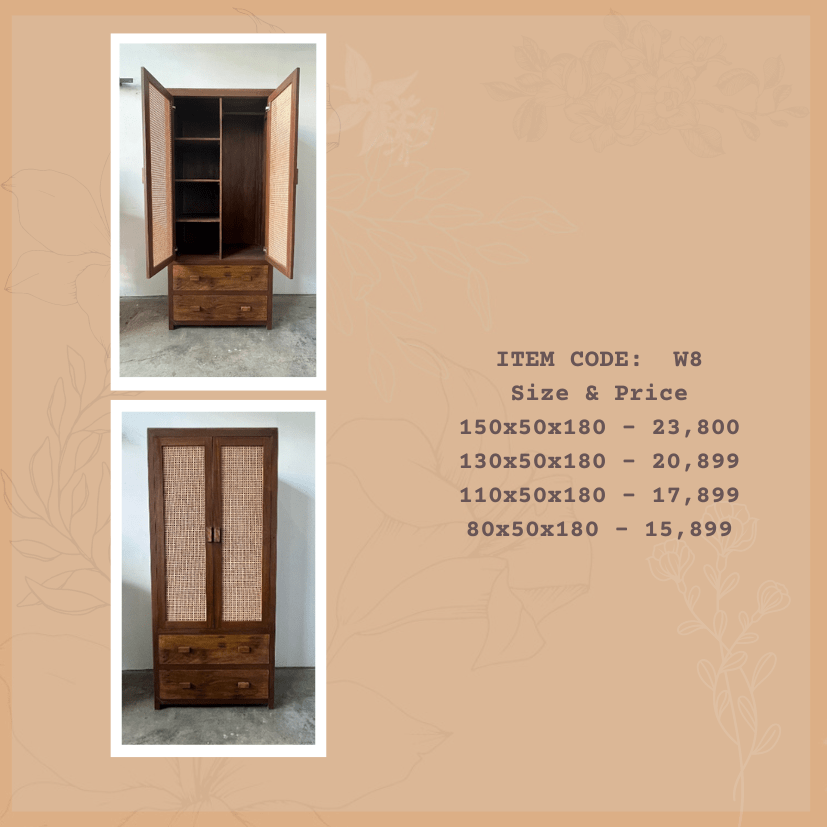 ITEM CODE:  W8
Size & Price
150x50x180 – 23,800
130x50x180 – 20,899
110x50x180 – 17,899
80x50x180 – 15,899